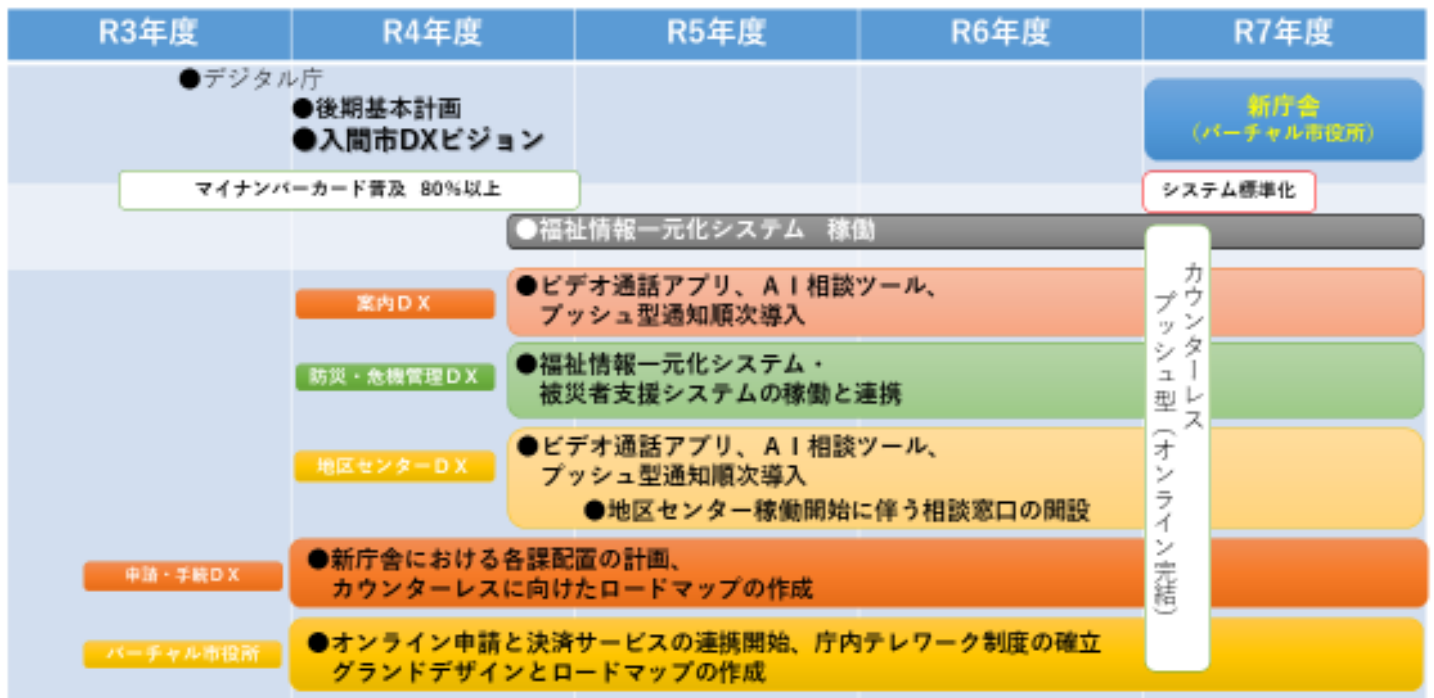 R3年度 R4年度 R5年度 R6年度 R7年度
●デジタル庁
●後期基本計画
●入間市DXビジョン
新庁舎
(バーチャル市役所)
マイナンバーカード普及 80%以上
システム標準化
●福祉情報一元化システム 稼働
案内DX
●ビデオ通話アプリ、AI相談ツール、
プッシュ型通知順次導入
防災・危機管理DX
●福祉情報一元化システム・
被災者支援システムの稼働と連携
地区センターDX
●ビデオ通話アプリ、AI相談ツール、
プッシュ型通知順次導入
●地区センター稼働開始に伴う相談窓口の開設
申請・手続DX
●新庁舎における各課配置の計画、
カウンターレスに向けたロードマップの作成
バーチャル市役所
●オンライン申請と決済サービスの連携開始、庁内テレワーク制度の確立
グランドデザインとロードマップの作成
カウンターレス
プッシュ型(オンライン完結)